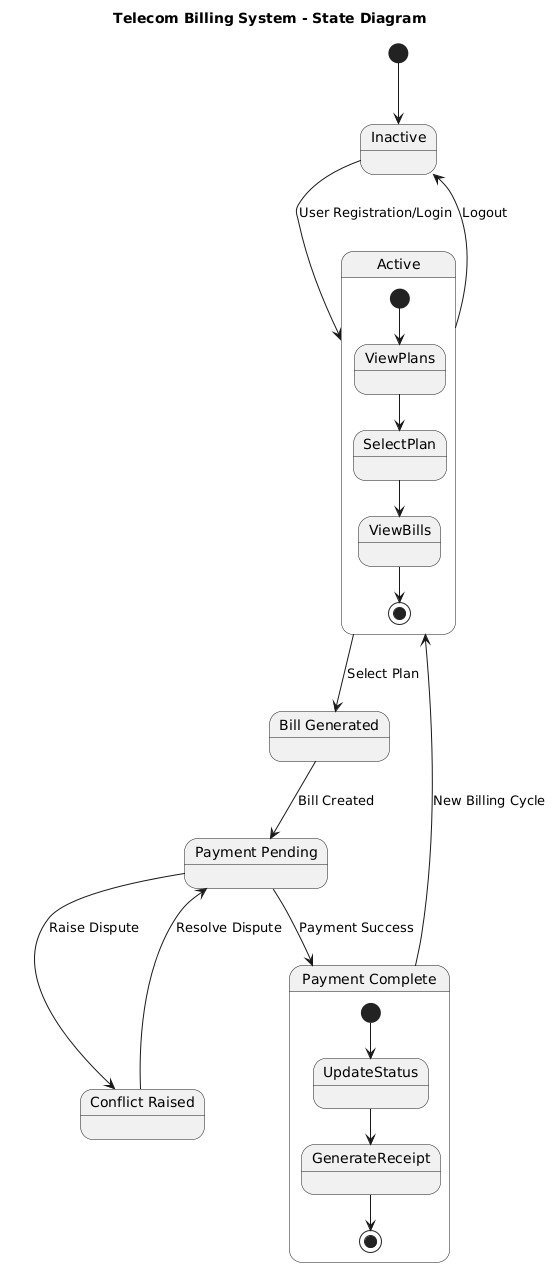 Telecom Billing System - State Diagram
Inactive
User Registration/Login
Logout
Active
ViewPlans
SelectPlan
ViewBills
Select Plan
Bill Generated
Bill Created
New Billing Cycle
Payment Pending
Raise Dispute
Resolve Dispute
Payment Success
Payment Complete
UpdateStatus
Conflict Raised
GenerateReceipt